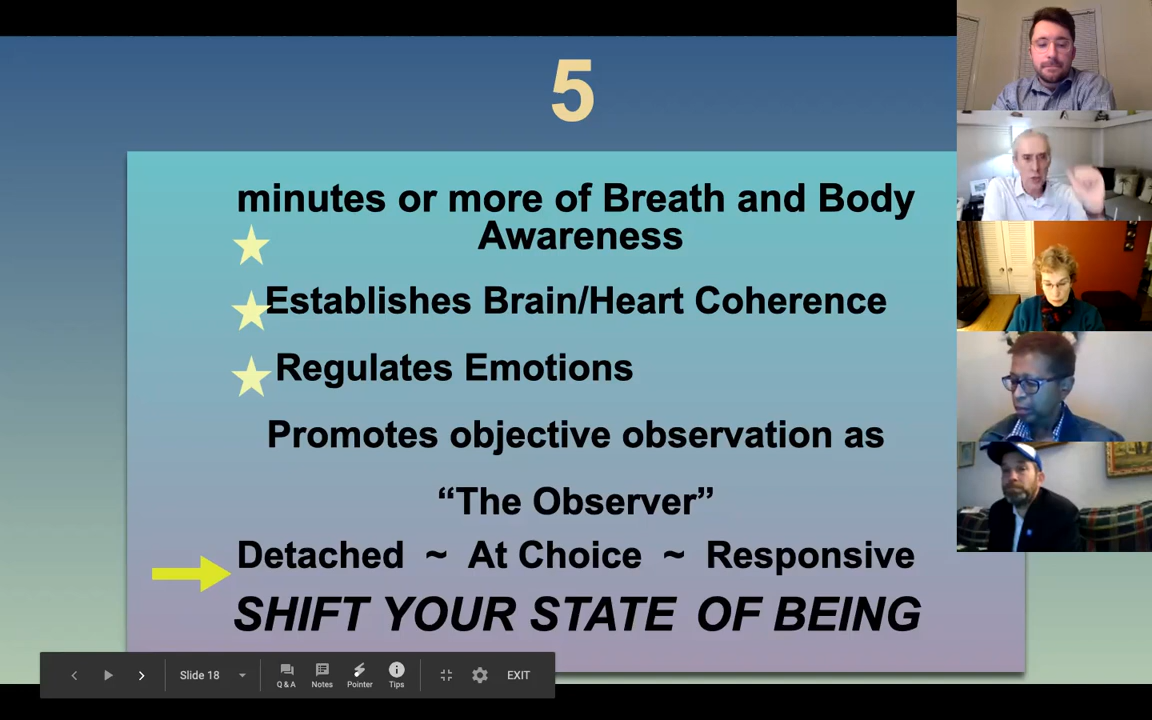 5
minutes or more of Breath and Body
Awareness
Establishes Brain/Heart Coherence
Regulates Emotions
Promotes objective observation as
“The Observer”
Detached ~ At Choice ~ Responsive
SHIFT YOUR STATE OF BEING
Slide 18
Q & A
Notes
Pointer
Tips
EXIT